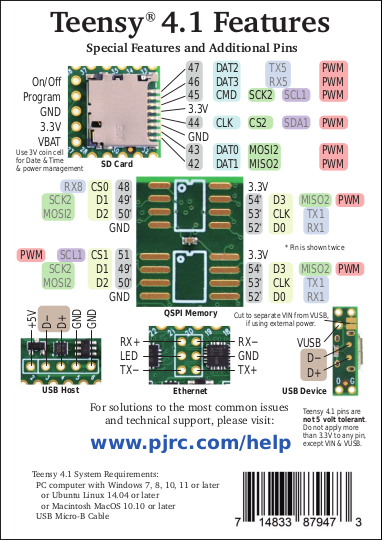 Teensy® 4.1 Features
Special Features and Additional Pins
47 DAT2 TX5 PWM
46 DAT3 RX5 PWM
On/Off 45 CMD SCK2 SCL1 PWM
Program 3.3V
GND 44 CLK CS2 SDA1 PWM
3.3V GND
VBAT 43 DAT0 MOSI2 PWM
Use 3V coin cell
for Date & Time
& power management
42 DAT1 MISO2 PWM
SD Card
RX8 CS0 48 3.3V
SCK2 D1 49* 54* D3 MISO2 PWM
MOSI2 D2 50* 53* CLK TX1
GND 52* D0 RX1
* Pin is shown twice
PWM SCL1 CS1 51 3.3V
SCK2 D1 49* 54* D3 MISO2 PWM
MOSI2 D2 50* 53* CLK TX1
GND 52* D0 RX1
QSPI Memory
+5V D− D+ GND GND
USB Host
RX+ RX−
LED GND
TX− TX+
Ethernet
Cut to separate VIN from VUSB,
if using external power.
VUSB
D−
D+
USB Device
For solutions to the most common issues
and technical support, please visit:
www.pjrc.com/help
Teensy 4.1 pins are
not 5 volt tolerant.
Do not apply more
than 3.3V to any pin,
except VIN & VUSB.
Teensy 4.1 System Requirements:
PC computer with Windows 7, 8, 10, 11 or later
or Ubuntu Linux 14.04 or later
or Macintosh MacOS 10.10 or later
USB Micro-B Cable
7 14833 87947 3